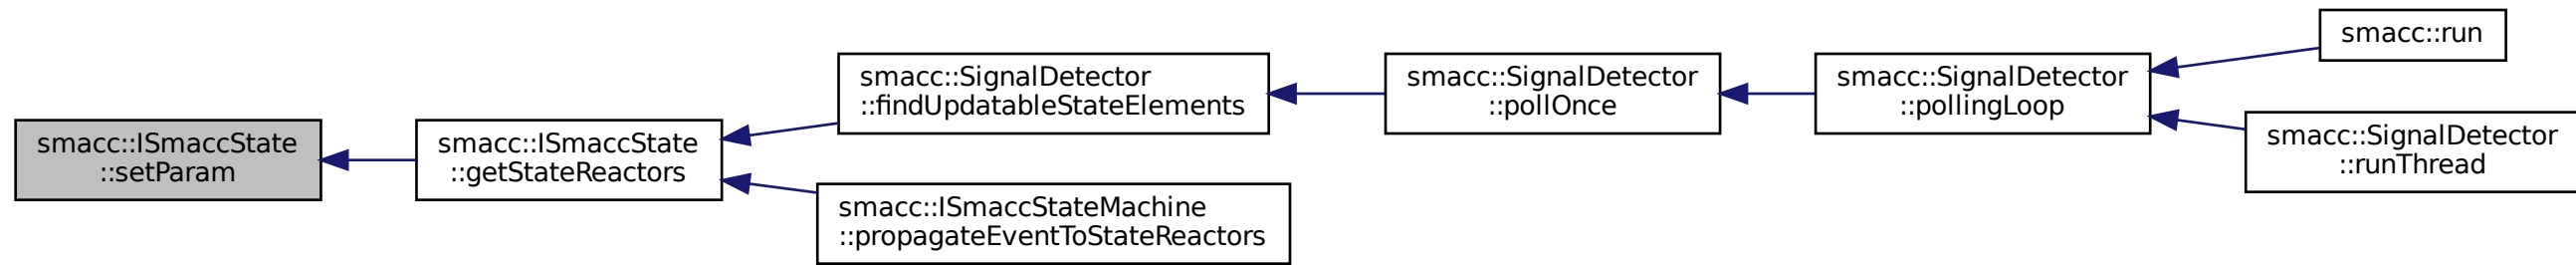 smacc::ISmaccState
::setParam
smacc::ISmaccState
::getStateReactors
smacc::SignalDetector
::findUpdatableStateElements
smacc::ISmaccStateMachine
::propagateEventToStateReactors
smacc::SignalDetector
::pollOnce
smacc::SignalDetector
::pollingLoop
smacc::run
smacc::SignalDetector
::runThread